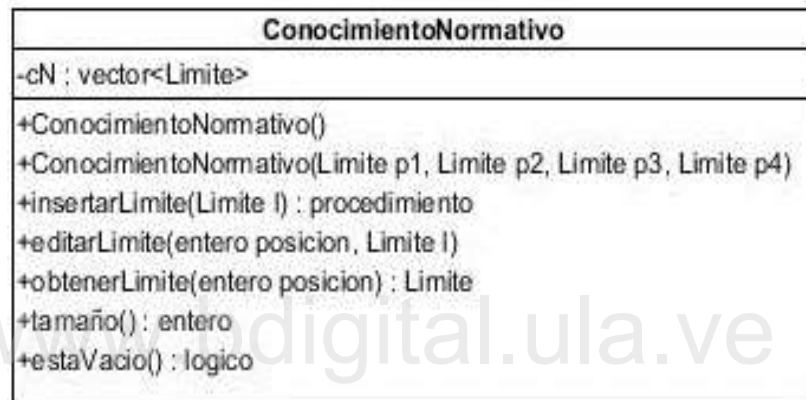 ConocimientoNormativo
-cN : vector<Limite>
+ConocimientoNormativo()
+ConocimientoNormativo(Limite p1, Limite p2, Limite p3, Limite p4)
+insertarLimite(Limite l) : procedimiento
+editarLimite(entero posicion, Limite l)
+obtenerLimite(entero posicion) : Limite
+tamaño() : entero
+estaVacio() : logico
www.bdigital.ula.ve